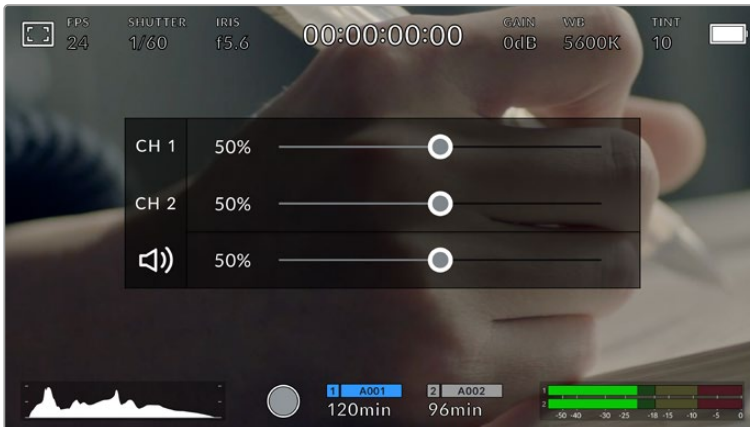 FPS SHUTTER IRIS 00:00:00:00 GAIN WB TINT
24 1/60 f5.6 0dB 5600K 10
CH 1 50%
CH 2 50%
50%
1 A001 2 A002
120min 96min
1
2
-50 -40 -30 -25 -18 -15 -10 -5 0